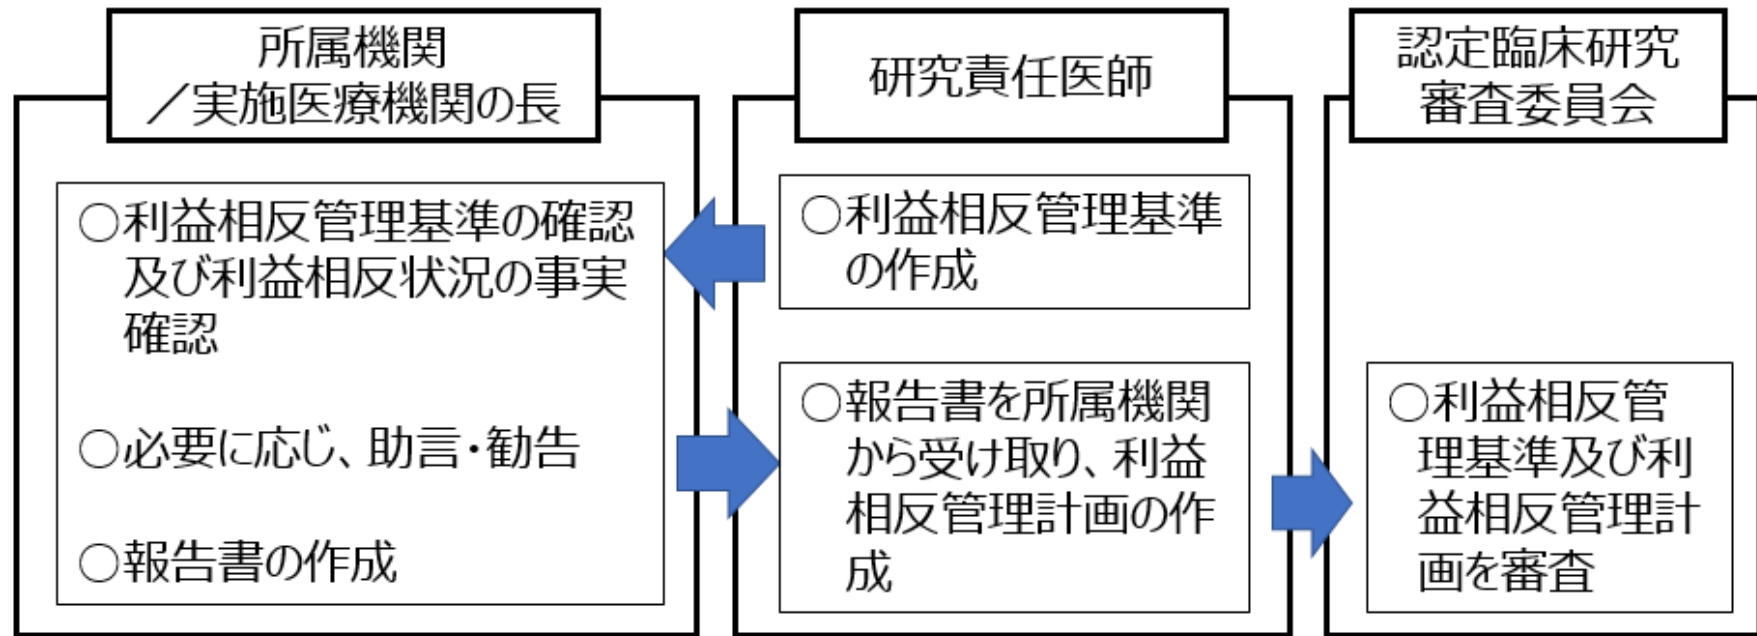 所属機関
／実施医療機関の長
○利益相反管理基準の確認
及び利益相反状況の事実
確認
○必要に応じ、助言・勧告
○報告書の作成
研究責任医師
○利益相反管理基準
の作成
○報告書を所属機関
から受け取り、利益
相反管理計画の作
成
認定臨床研究
審査委員会
○利益相反管
理基準及び利
益相反管理計
画を審査